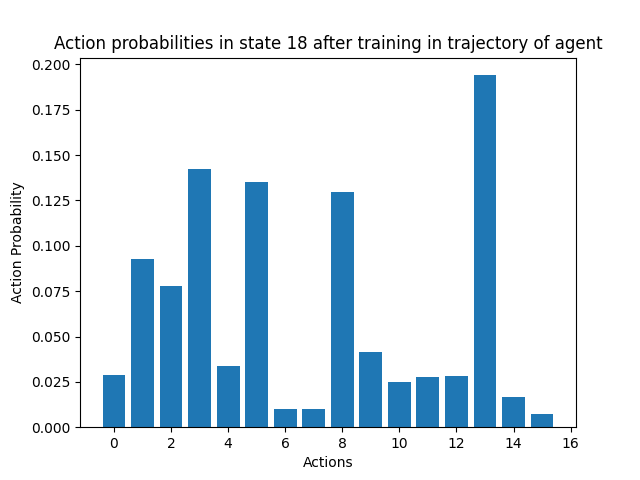 Action probabilities in state 18 after training in trajectory of agent
0.200
0.175
0.150
0.125
0.100
0.075
0.050
0.025
0.000
Action Probability
0 2 4 6 8 10 12 14 16
Actions